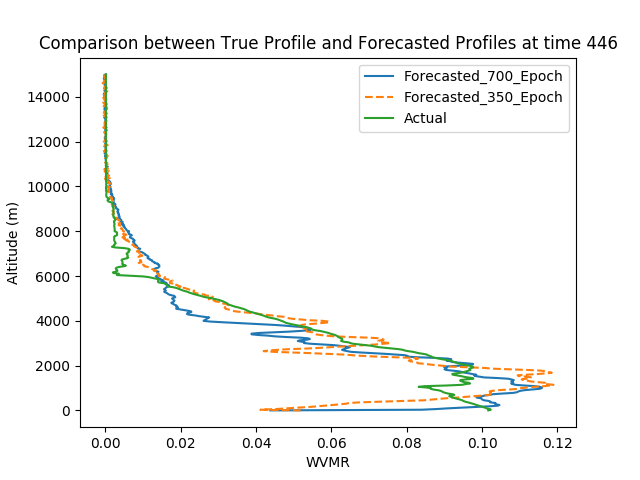 Comparison between True Profile and Forecasted Profiles at time 446
Forecasted_700_Epoch
Forecasted_350_Epoch
Actual
14000
12000
10000
8000
6000
4000
2000
0
Altitude (m)
0.00 0.02 0.04 0.06 0.08 0.10 0.12
WVMR